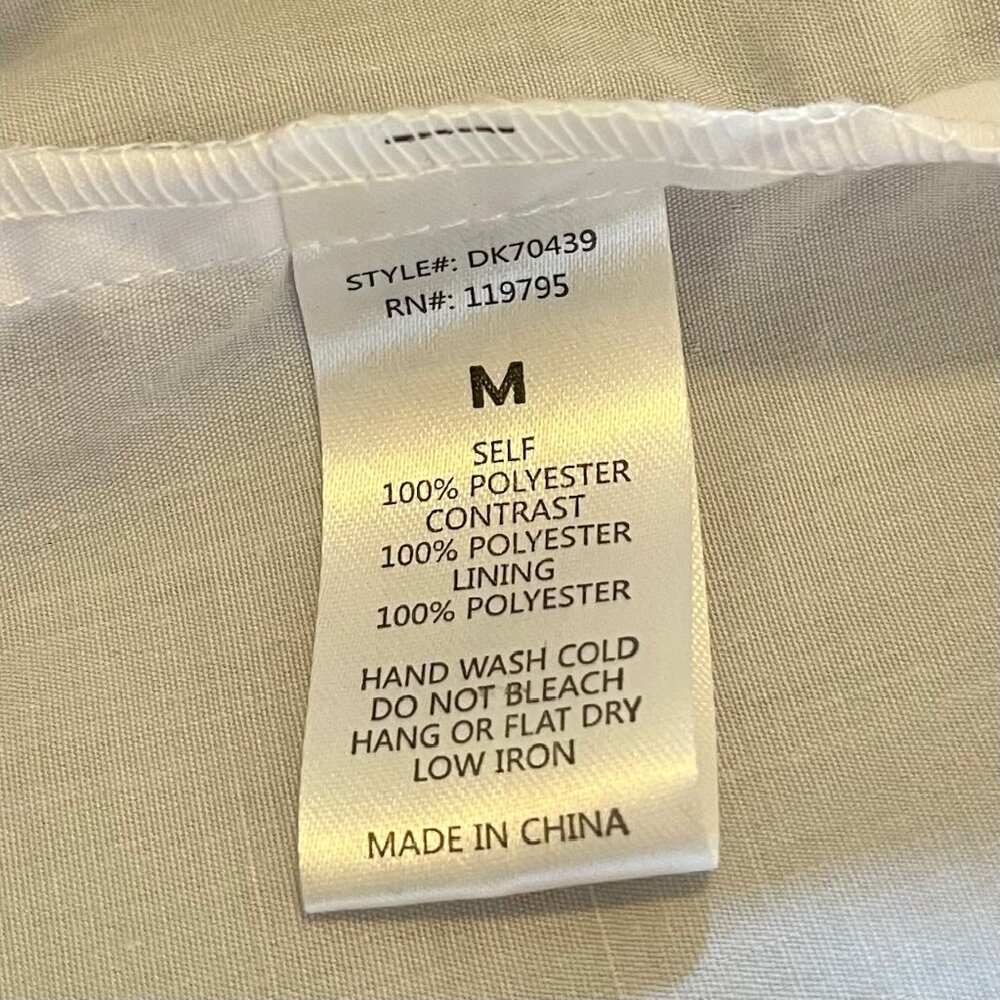 STYLE#: DK70439
RN#: 119795
M
SELF
100% POLYESTER
CONTRAST
100% POLYESTER
LINING
100% POLYESTER
HAND WASH COLD
DO NOT BLEACH
HANG OR FLAT DRY
LOW IRON
MADE IN CHINA